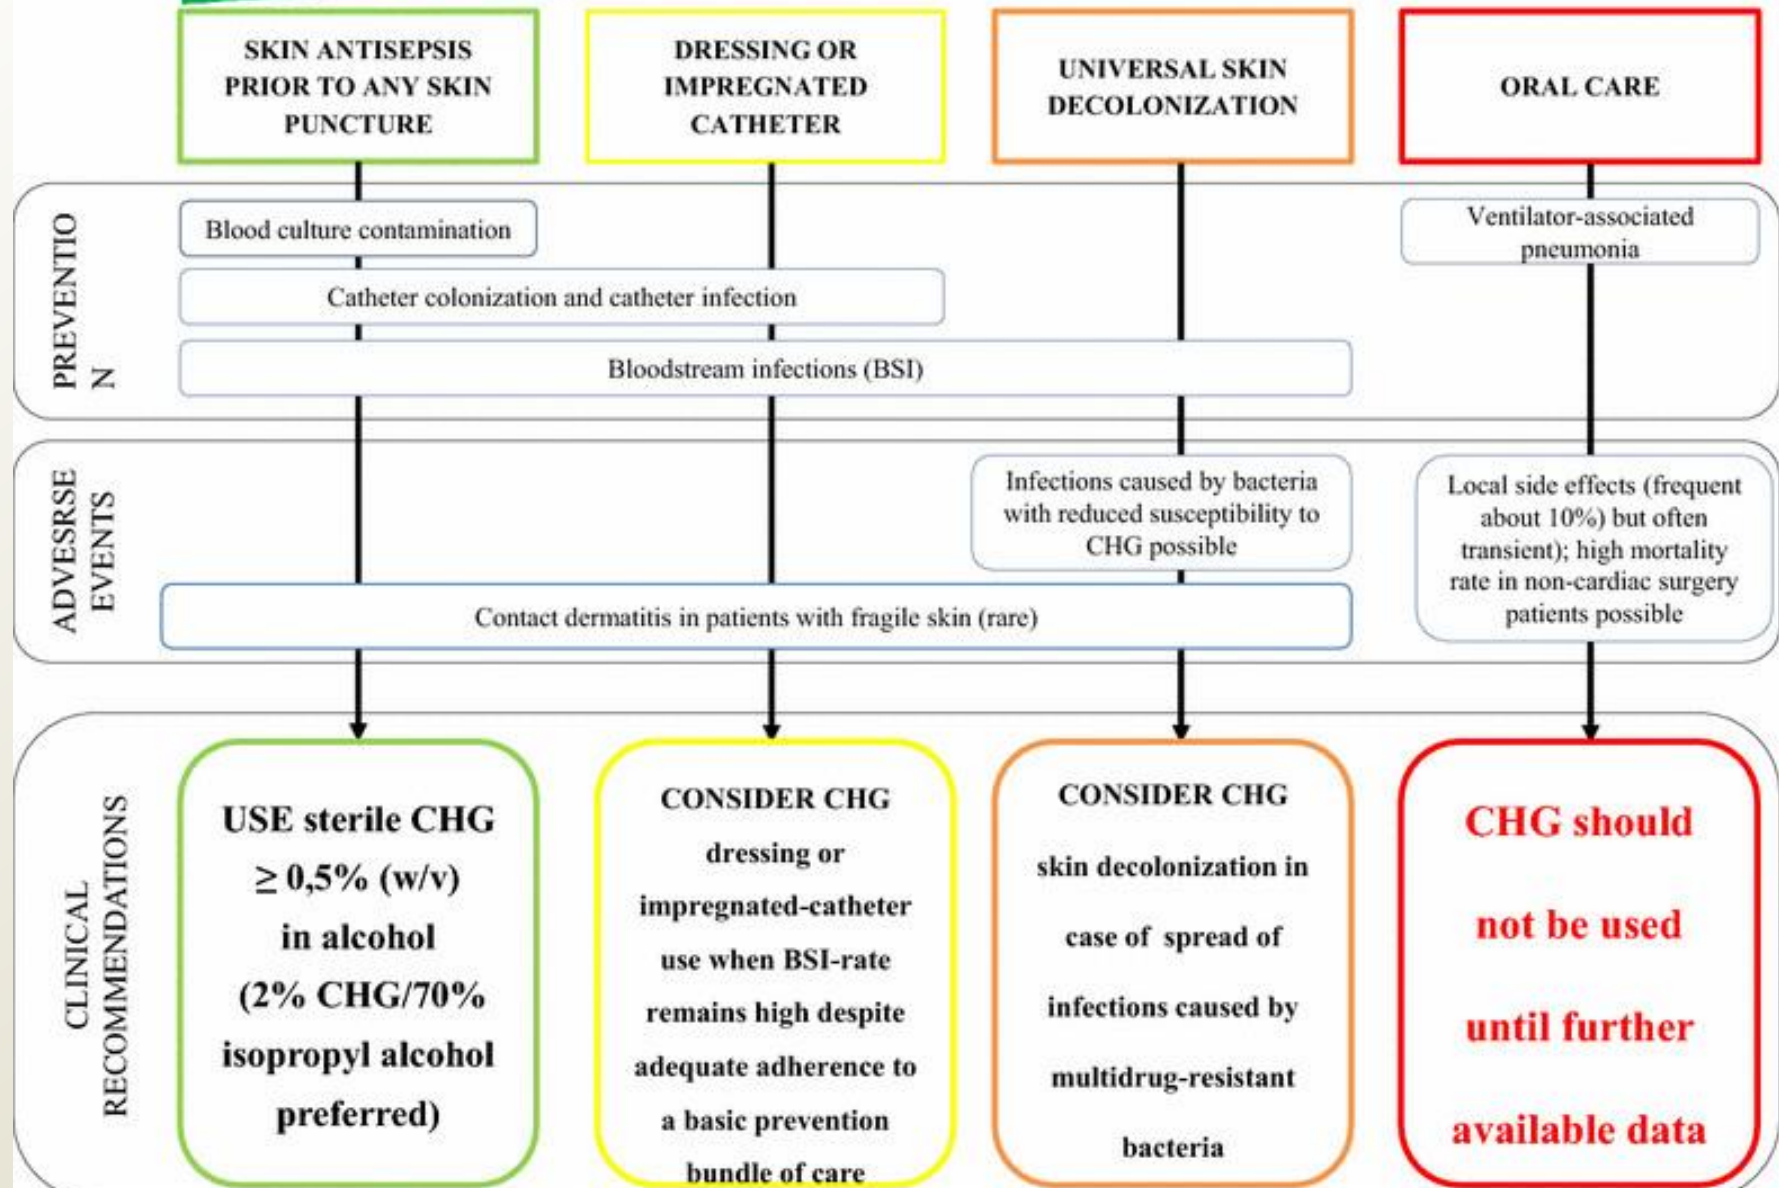 SKIN ANTISEPSIS
PRIOR TO ANY SKIN
PUNCTURE
DRESSING OR
IMPREGNATED
CATHETER
UNIVERSAL SKIN
DECOLONIZATION
ORAL CARE
PREVENTIO
N
Blood culture contamination
Ventilator-associated
pneumonia
Catheter colonization and catheter infection
Bloodstream infections (BSI)
ADVESRSE
EVENTS
Infections caused by bacteria
with reduced susceptibility to
CHG possible
Local side effects (frequent
about 10%) but often
transient); high mortality
rate in non-cardiac surgery
patients possible
Contact dermatitis in patients with fragile skin (rare)
CLINICAL
RECOMMENDATIONS
USE sterile CHG
≥ 0,5% (w/v)
in alcohol
(2% CHG/70%
isopropyl alcohol
preferred)
CONSIDER CHG
dressing or
impregnated-catheter
use when BSI-rate
remains high despite
adequate adherence to
a basic prevention
bundle of care
CONSIDER CHG
skin decolonization in
case of spread of
infections caused by
multidrug-resistant
bacteria
CHG should
not be used
until further
available data